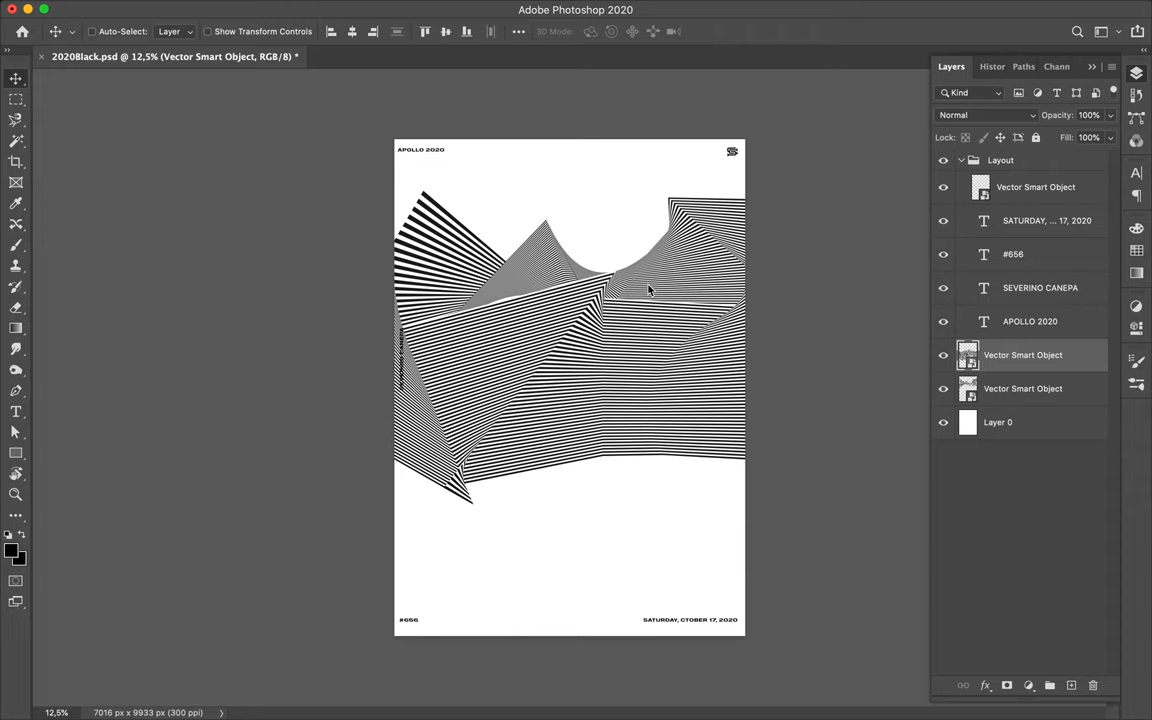 Adobe Photoshop 2020
Auto-Select:
Layer
Show Transform Controls
3D Mode:
2020Black.psd @ 12,5% (Vector Smart Object, RGB/8) *
Layers
Histor
Paths
Chann
Kind
Normal
Opacity: 100%
Lock:
Fill: 100%
Layout
Vector Smart Object
SATURDAY, ... 17, 2020
#656
SEVERINO CANEPA
APOLLO 2020
Vector Smart Object
Vector Smart Object
Layer 0
APOLLO 2020
#656
SATURDAY, CTOBER 17, 2020
12,5%
7016 px x 9933 px (300 ppi)